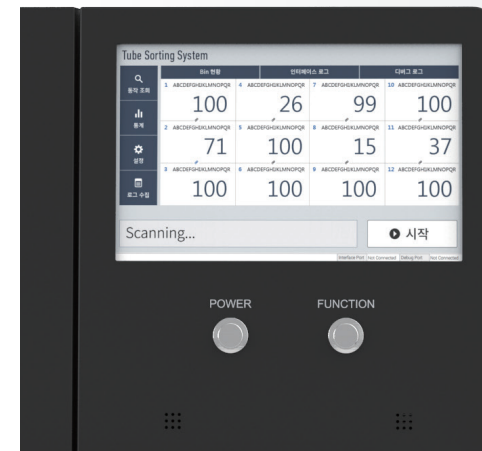 Tube Sorting System
Bin 현황 인터페이스 로그 디버그 로그
동작 조회
통계
설정
로그 수집
1 ABCDEFGHIJKLMNOPQR 4 ABCDEFGHIJKLMNOPQR 7 ABCDEFGHIJKLMNOPQR 10 ABCDEFGHIJKLMNOPQR
100 26 99 100
2 ABCDEFGHIJKLMNOPQR 5 ABCDEFGHIJKLMNOPQR 8 ABCDEFGHIJKLMNOPQR 11 ABCDEFGHIJKLMNOPQR
71 100 15 37
3 ABCDEFGHIJKLMNOPQR 6 ABCDEFGHIJKLMNOPQR 9 ABCDEFGHIJKLMNOPQR 12 ABCDEFGHIJKLMNOPQR
100 100 100 100
Scanning... 시작
Interface Port Not Connected Debug Port Not Connected
POWER FUNCTION